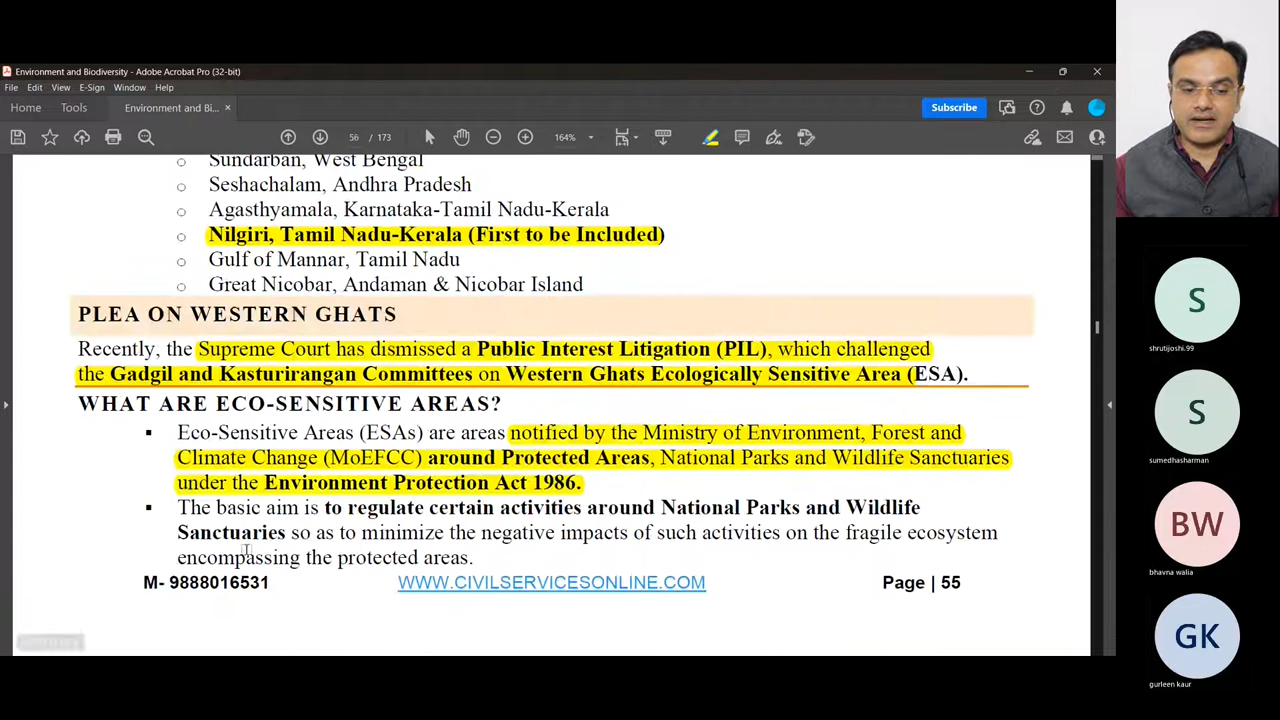 Environment and Biodiversity - Adobe Acrobat Pro (32-bit)
File Edit View E-Sign Window Help
Home Tools Environment and Bi... × Subscribe
56 / 173 164%
Sundarban, West Bengal
Seshachalam, Andhra Pradesh
Agasthyamala, Karnataka-Tamil Nadu-Kerala
Nilgiri, Tamil Nadu-Kerala (First to be Included)
Gulf of Mannar, Tamil Nadu
Great Nicobar, Andaman & Nicobar Island
PLEA ON WESTERN GHATS
Recently, the Supreme Court has dismissed a Public Interest Litigation (PIL), which challenged
the Gadgil and Kasturirangan Committees on Western Ghats Ecologically Sensitive Area (ESA).
WHAT ARE ECO-SENSITIVE AREAS?
Eco-Sensitive Areas (ESAs) are areas notified by the Ministry of Environment, Forest and
Climate Change (MoEFCC) around Protected Areas, National Parks and Wildlife Sanctuaries
under the Environment Protection Act 1986.
The basic aim is to regulate certain activities around National Parks and Wildlife
Sanctuaries so as to minimize the negative impacts of such activities on the fragile ecosystem
encompassing the protected areas.
M- 9888016531 WWW.CIVILSERVICESONLINE.COM Page | 55
S
shrutijoshi.99
S
sumedhasharman
BW
bhavna walia
GK
gurleen kaur